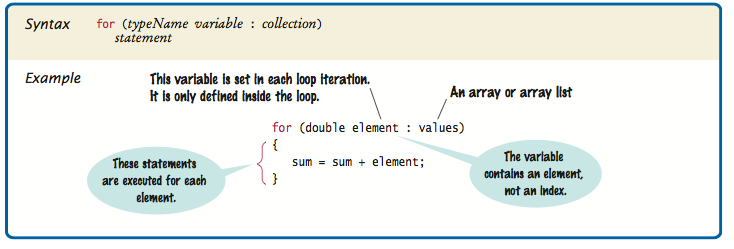 Syntax for (typeName variable : collection)
statement
Example
This variable is set in each loop iteration.
It is only defined inside the loop.
An array or array list
for (double element : values)
{
sum = sum + element;
}
These statements
are executed for each
element.
The variable
contains an element,
not an index.